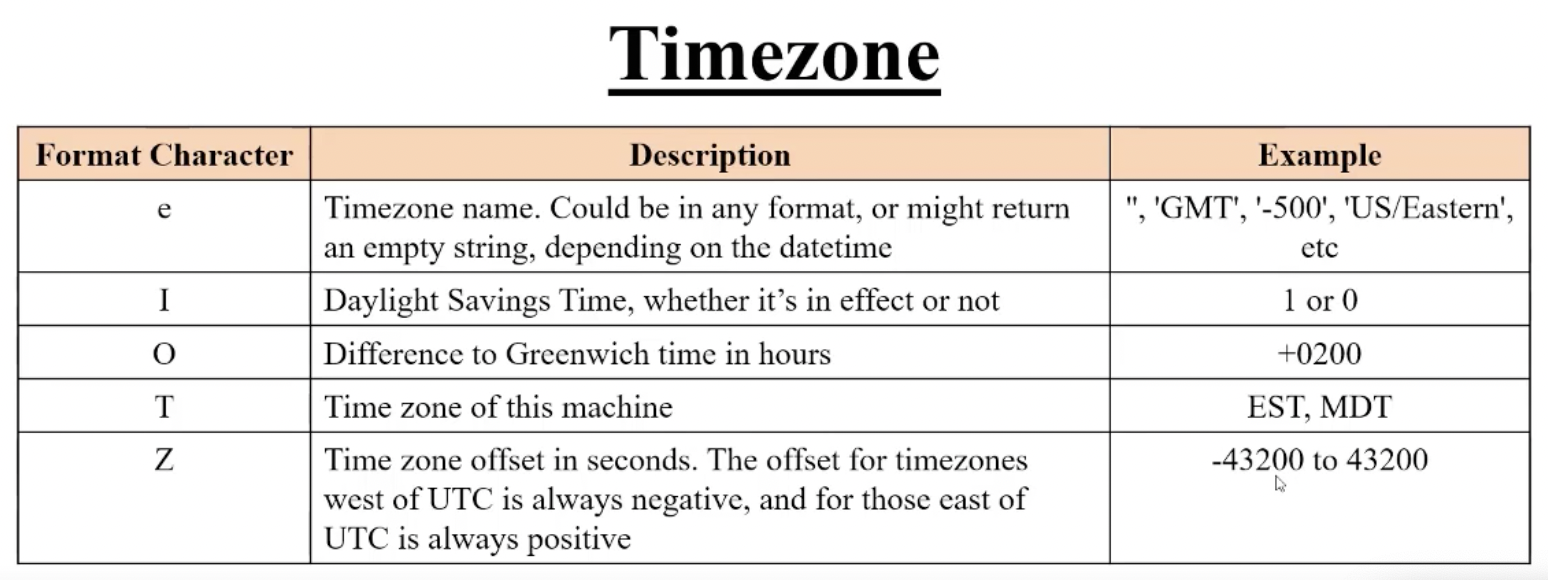 Timezone
Format Character Description Example
e Timezone name. Could be in any format, or might return '', 'GMT', '-500', 'US/Eastern',
an empty string, depending on the datetime etc
I Daylight Savings Time, whether it’s in effect or not 1 or 0
O Difference to Greenwich time in hours +0200
T Time zone of this machine EST, MDT
Z Time zone offset in seconds. The offset for timezones -43200 to 43200
west of UTC is always negative, and for those east of
UTC is always positive